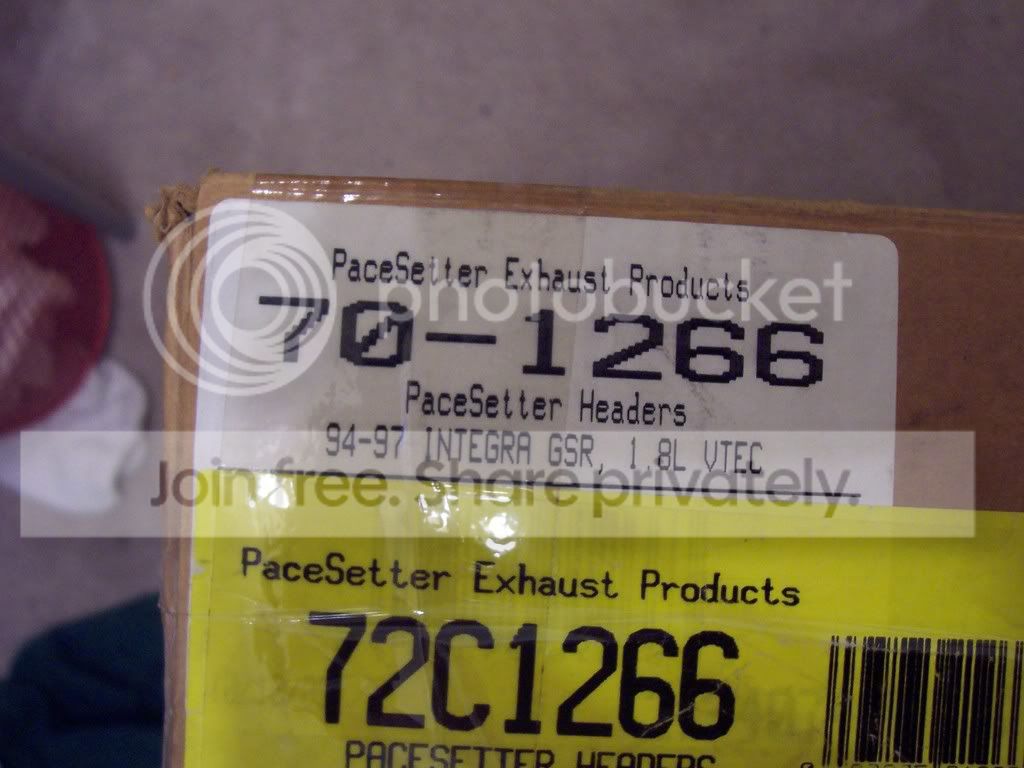 PaceSetter Exhaust Products
70-1266
PaceSetter Headers
94-97 INTEGRA GSR, 1.8L VTEC
photobucket
Join free. Share privately.
PaceSetter Exhaust Products
72C1266
PACESETTER HEADERS